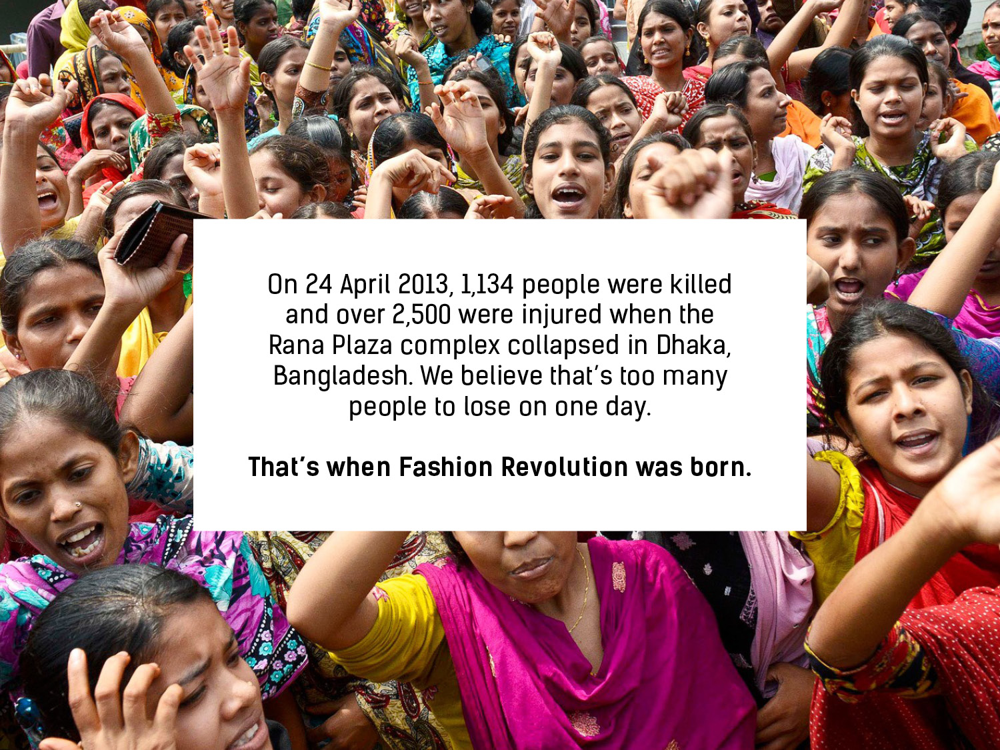 On 24 April 2013, 1,134 people were killed
and over 2,500 were injured when the
Rana Plaza complex collapsed in Dhaka,
Bangladesh. We believe that’s too many
people to lose on one day.
That’s when Fashion Revolution was born.